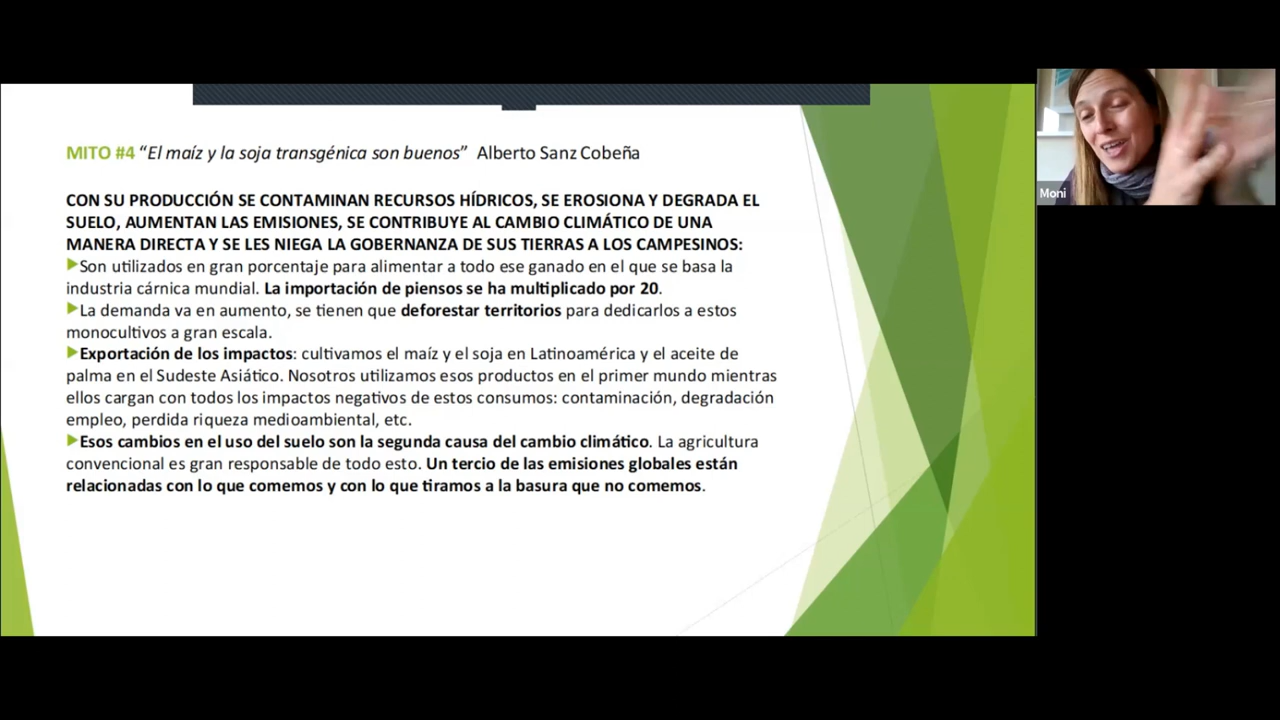 MITO #4 “El maíz y la soja transgénica son buenos” Alberto Sanz Cobeña
CON SU PRODUCCIÓN SE CONTAMINAN RECURSOS HÍDRICOS, SE EROSIONA Y DEGRADA EL
SUELO, AUMENTAN LAS EMISIONES, SE CONTRIBUYE AL CAMBIO CLIMÁTICO DE UNA
MANERA DIRECTA Y SE LES NIEGA LA GOBERNANZA DE SUS TIERRAS A LOS CAMPESINOS:
Son utilizados en gran porcentaje para alimentar a todo ese ganado en el que se basa la
industria cárnica mundial. La importación de piensos se ha multiplicado por 20.
La demanda va en aumento, se tienen que deforestar territorios para dedicarlos a estos
monocultivos a gran escala.
Exportación de los impactos: cultivamos el maíz y el soja en Latinoamérica y el aceite de
palma en el Sudeste Asiático. Nosotros utilizamos esos productos en el primer mundo mientras
ellos cargan con todos los impactos negativos de estos consumos: contaminación, degradación
empleo, perdida riqueza medioambiental, etc.
Esos cambios en el uso del suelo son la segunda causa del cambio climático. La agricultura
convencional es gran responsable de todo esto. Un tercio de las emisiones globales están
relacionadas con lo que comemos y con lo que tiramos a la basura que no comemos.
Moni